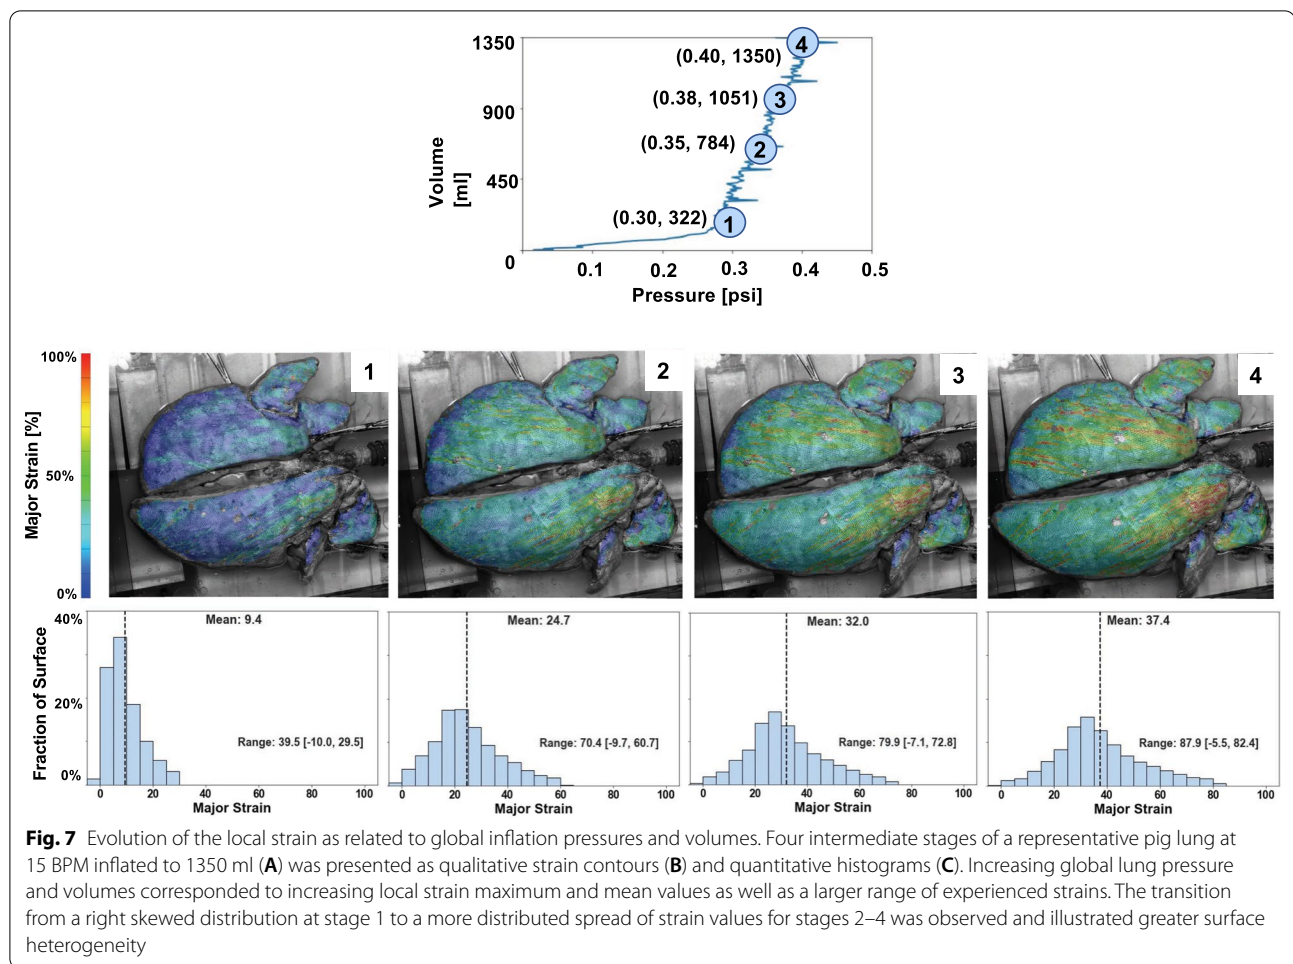 1350
900
450
0
Volume
[ml]
(0.40, 1350)
4
(0.38, 1051)
3
(0.35, 784)
2
(0.30, 322)
1
0.1 0.2 0.3 0.4 0.5
Pressure [psi]
100%
50%
0%
Major Strain [%]
1
2
3
4
40%
20%
0%
Fraction of Surface
Mean: 9.4
Range: 39.5 [-10.0, 29.5]
0 20 40 60 80 100
Major Strain
Mean: 24.7
Range: 70.4 [-9.7, 60.7]
0 20 40 60 80 100
Major Strain
Mean: 32.0
Range: 79.9 [-7.1, 72.8]
0 20 40 60 80 100
Major Strain
Mean: 37.4
Range: 87.9 [-5.5, 82.4]
0 20 40 60 80 100
Major Strain
Fig. 7 Evolution of the local strain as related to global inflation pressures and volumes. Four intermediate stages of a representative pig lung at
15 BPM inflated to 1350 ml (A) was presented as qualitative strain contours (B) and quantitative histograms (C). Increasing global lung pressure
and volumes corresponded to increasing local strain maximum and mean values as well as a larger range of experienced strains. The transition
from a right skewed distribution at stage 1 to a more distributed spread of strain values for stages 2–4 was observed and illustrated greater surface
heterogeneity